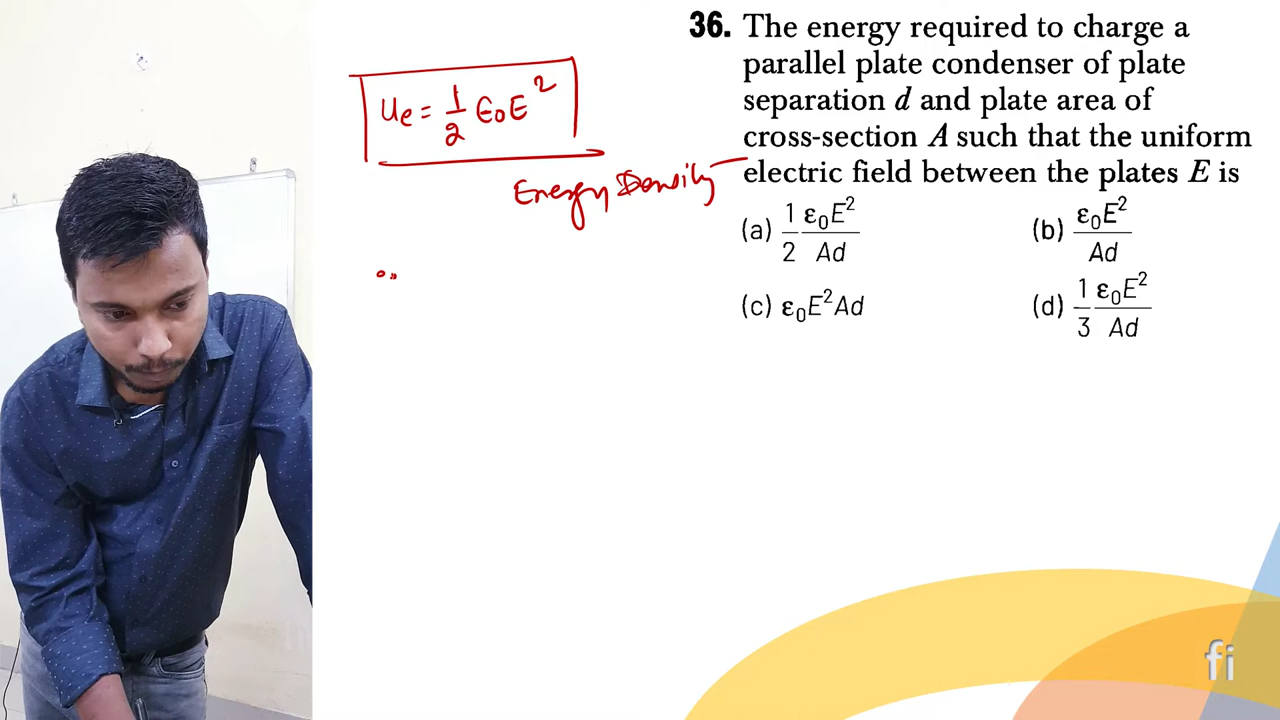 uₑ = 1/2 ε₀E²
Energy Density
36. The energy required to charge a
parallel plate condenser of plate
separation d and plate area of
cross-section A such that the uniform
electric field between the plates E is
(a) 1/2 ε₀E²/Ad
(b) ε₀E²/Ad
(c) ε₀E²Ad
(d) 1/3 ε₀E²/Ad
fi